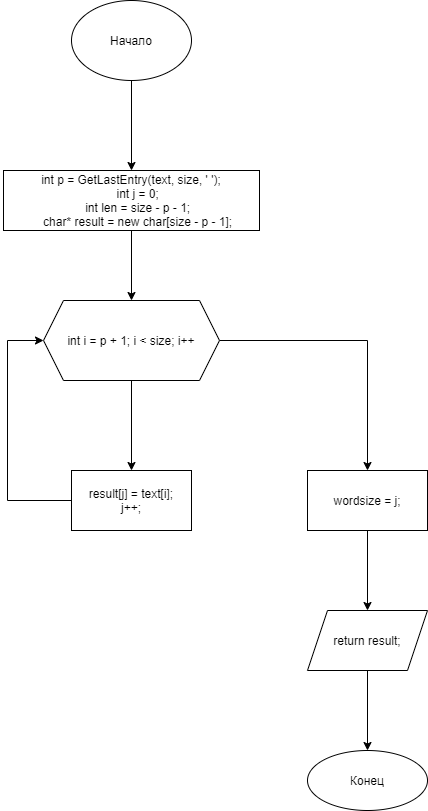 Начало
int p = GetLastEntry(text, size, ' ');
int j = 0;
int len = size - p - 1;
char* result = new char[size - p - 1];
int i = p + 1; i < size; i++
result[j] = text[i];
j++;
wordsize = j;
return result;
Конец